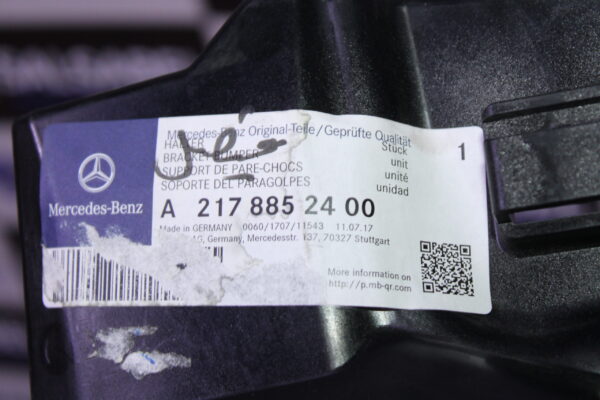 Mercedes-Benz Original-Teile/Geprüfte Qualität
HALTER Stück
BRACKET BUMPER unit
SUPPORT DE PARE-CHOCS unité
SOPORTE DEL PARAGOLPES unidad
1
Mercedes-Benz
A 217 885 24 00
Made in GERMANY 0060/1707/11543 11.07.17
AG, Germany, Mercedesstr. 137, 70327 Stuttgart
More information on
http://p.mb-qr.com